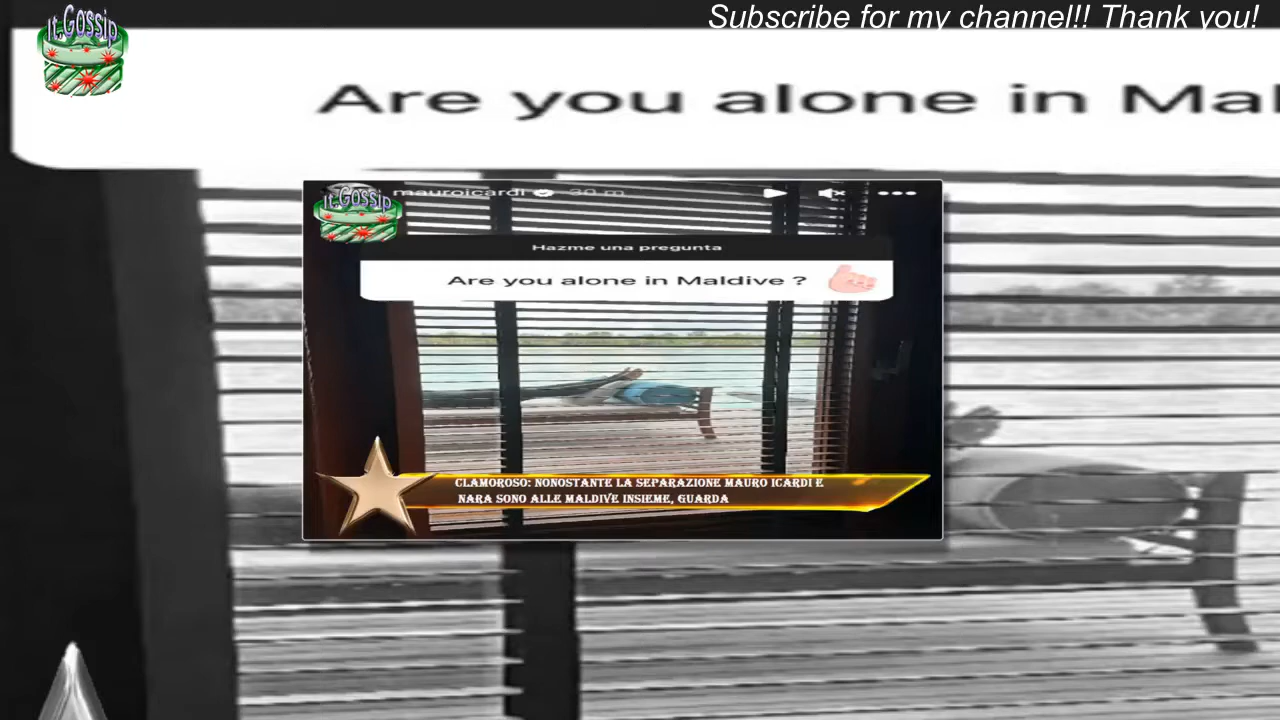 It.Gossip
Subscribe for my channel!! Thank you!
Are you alone in Mal
It.Gossip
mauroicardi 30 m
Hazme una pregunta
Are you alone in Maldive ?
CLAMOROSO: NONOSTANTE LA SEPARAZIONE MAURO ICARDI E
NARA SONO ALLE MALDIVE INSIEME, GUARDA